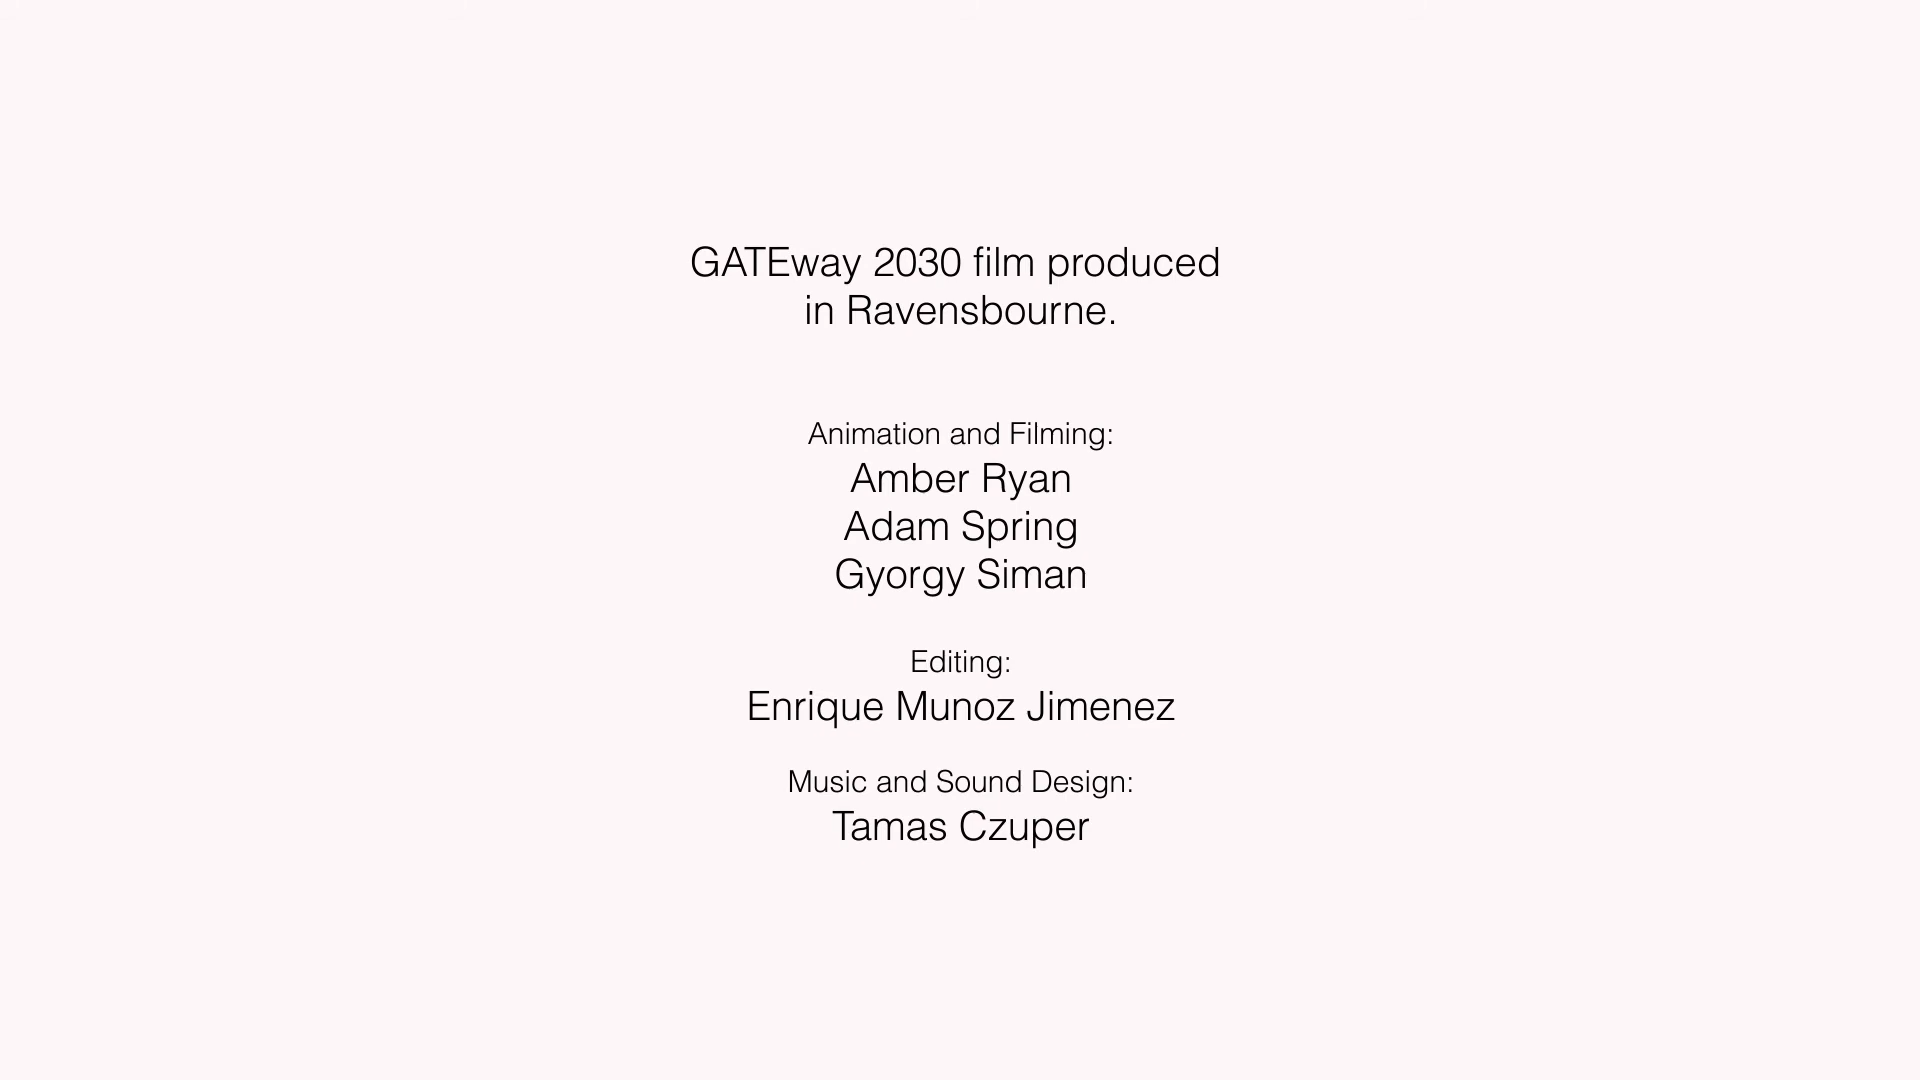 GATEway 2030 film produced
in Ravensbourne.
Animation and Filming:
Amber Ryan
Adam Spring
Gyorgy Siman
Editing:
Enrique Munoz Jimenez
Music and Sound Design:
Tamas Czuper